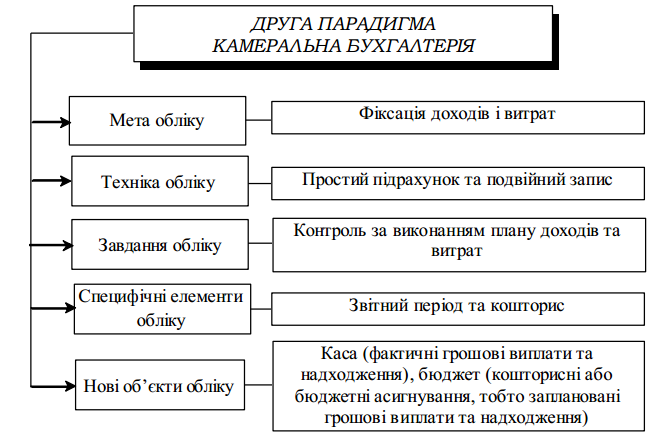 ДРУГА ПАРАДИГМА
КАМЕРАЛЬНА БУХГАЛТЕРІЯ
Мета обліку
Фіксація доходів і витрат
Техніка обліку
Простий підрахунок та подвійний запис
Завдання обліку
Контроль за виконанням плану доходів та
витрат
Специфічні елементи
обліку
Звітний період та кошторис
Нові об’єкти обліку
Каса (фактичні грошові виплати та
надходження), бюджет (кошторисні або
бюджетні асигнування, тобто заплановані
грошові виплати та надходження)